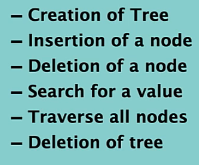 – Creation of Tree
– Insertion of a node
– Deletion of a node
– Search for a value
– Traverse all nodes
– Deletion of tree